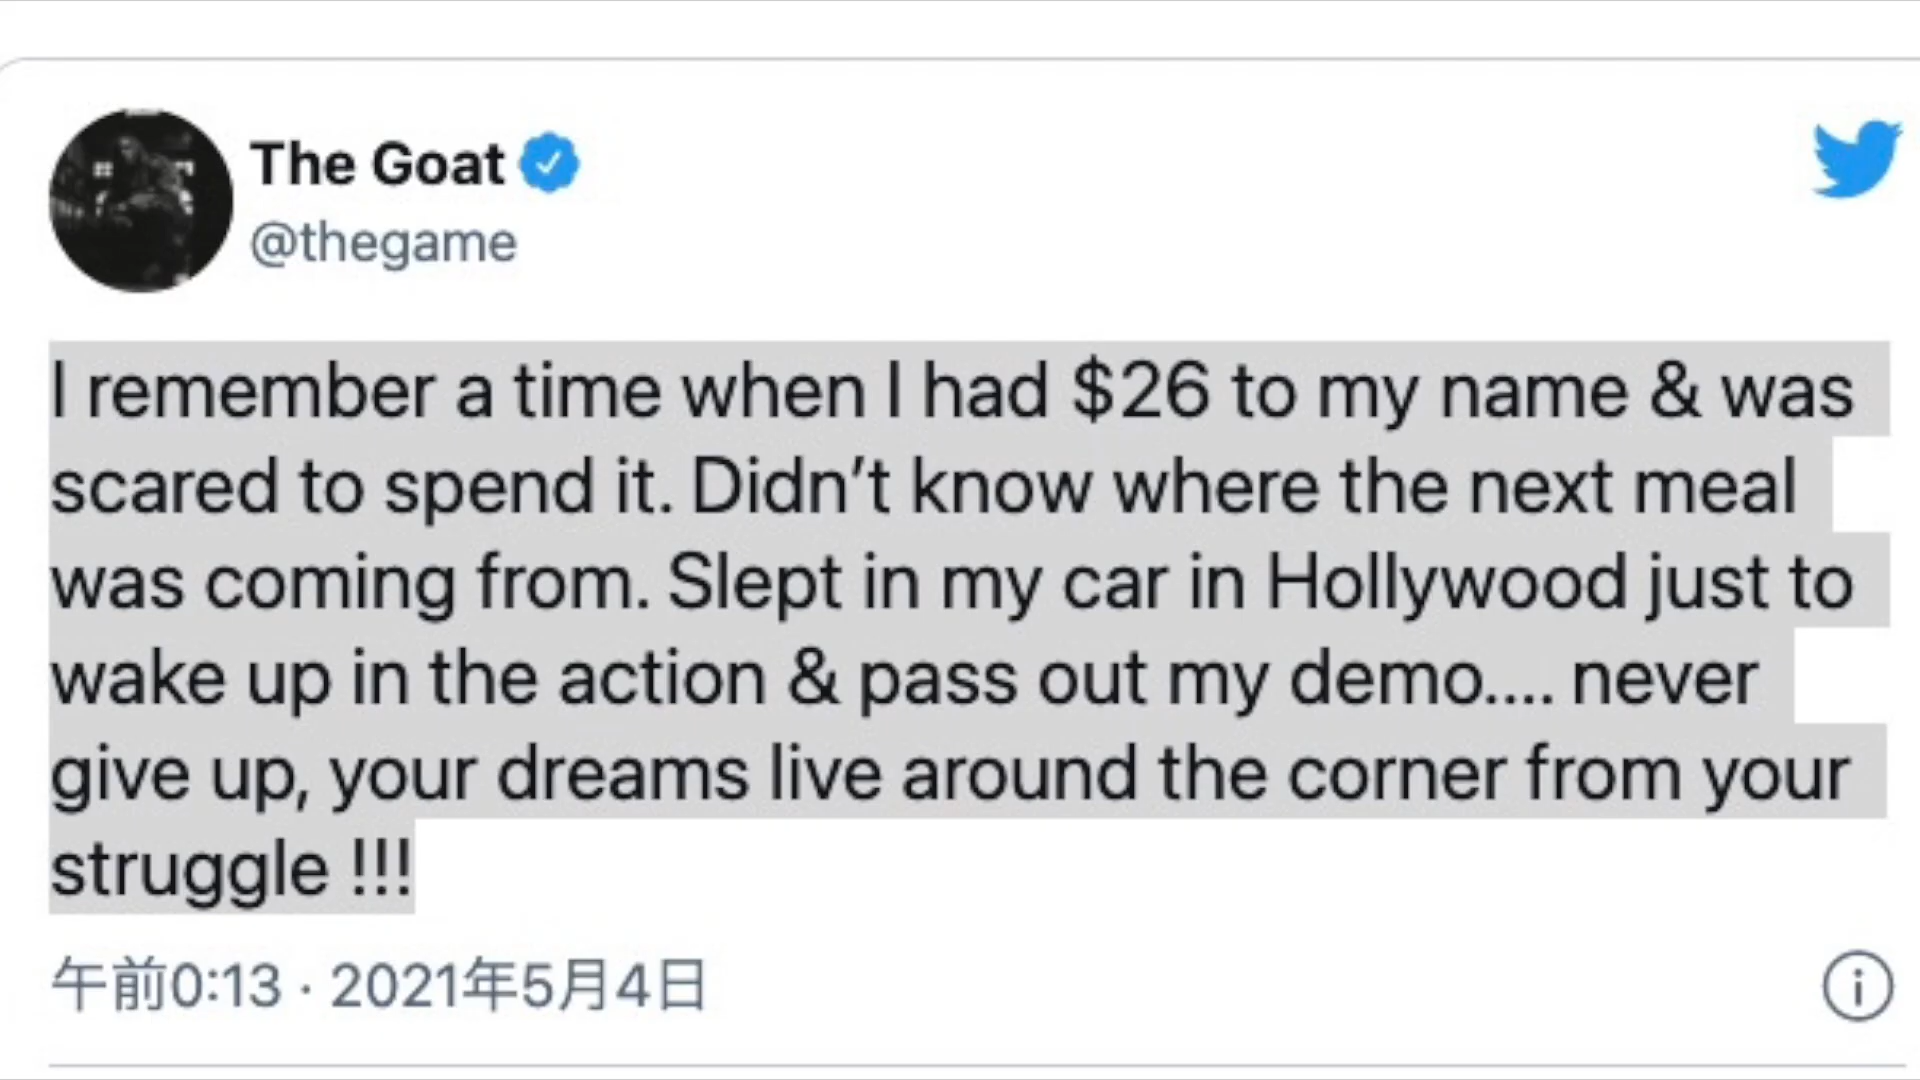 The Goat
@thegame
I remember a time when I had $26 to my name & was
scared to spend it. Didn’t know where the next meal
was coming from. Slept in my car in Hollywood just to
wake up in the action & pass out my demo.... never
give up, your dreams live around the corner from your
struggle !!!
午前0:13 · 2021年5月4日